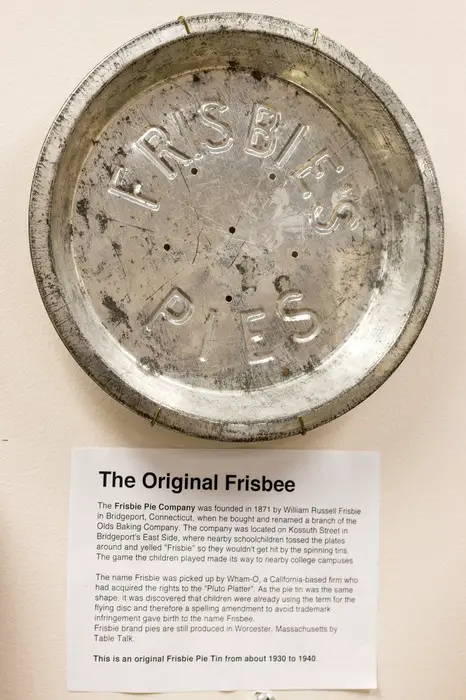 FRISBIE'S
PIES
The Original Frisbee
The Frisbie Pie Company was founded in 1871 by William Russell Frisbie
in Bridgeport, Connecticut, when he bought and renamed a branch of the
Olds Baking Company. The company was located on Kossuth Street in
Bridgeport's East Side, where nearby schoolchildren tossed the plates
around and yelled "Frisbie" so they wouldn't get hit by the spinning tins.
The game the children played made its way to nearby college campuses
The name Frisbie was picked up by Wham-O, a California-based firm who
had acquired the rights to the "Pluto Platter". As the pie tin was the same
shape, it was discovered that children were already using the term for the
flying disc and therefore a spelling amendment to avoid trademark
infringement gave birth to the name Frisbee.
Frisbie brand pies are still produced in Worcester, Massachusetts by
Table Talk.
This is an original Frisbie Pie Tin from about 1930 to 1940